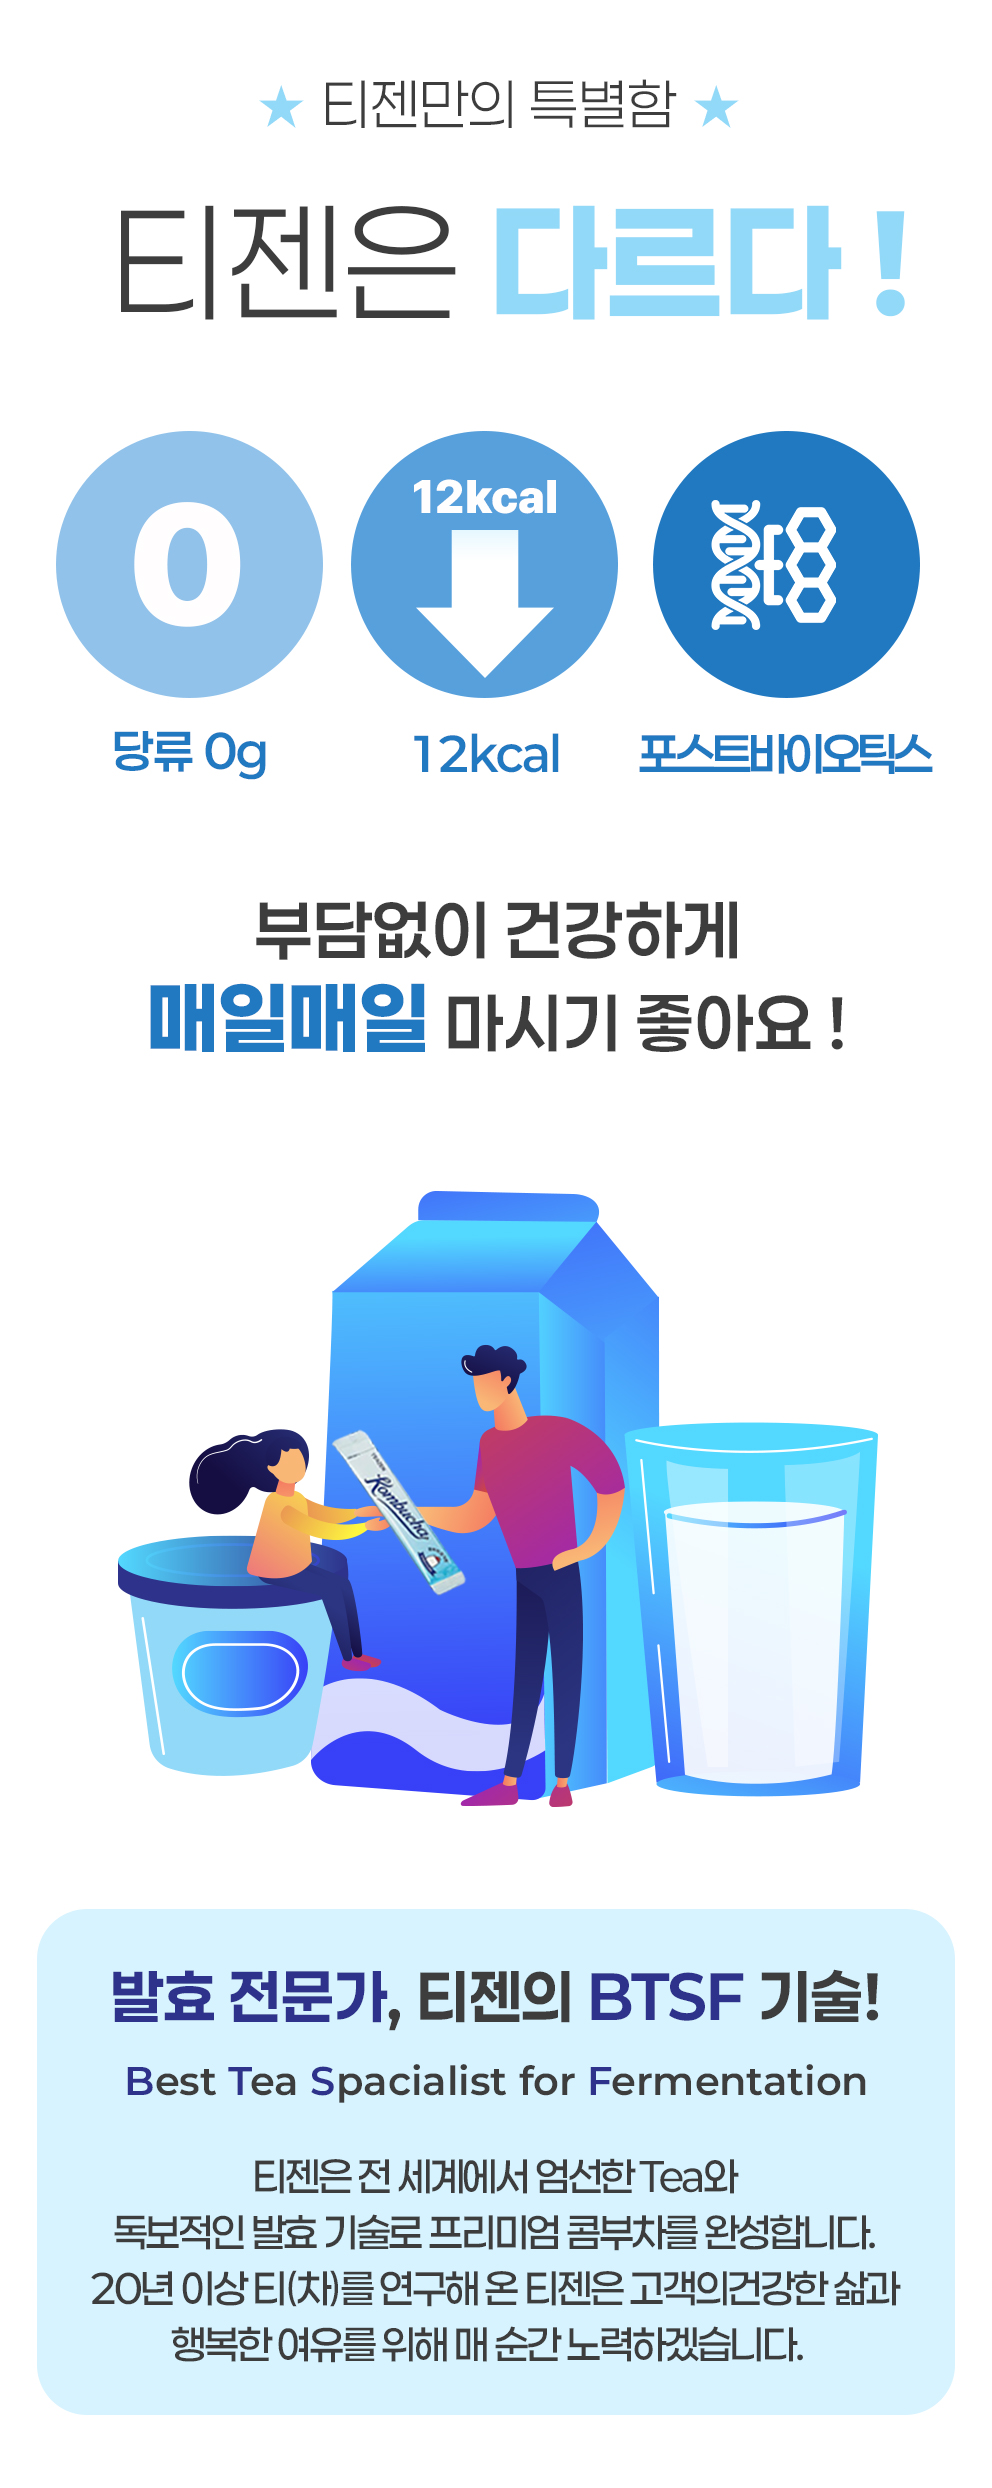 ★ 티젠만의 특별함 ★
티젠은 다르다 !
0
12kcal
당류 0g
12kcal
포스트바이오틱스
부담없이 건강하게
매일매일 마시기 좋아요 !
Kombucha
발효 전문가, 티젠의 BTSF 기술!
Best Tea Spacialist for Fermentation
티젠은 전 세계에서 엄선한 Tea와
독보적인 발효 기술로 프리미엄 콤부차를 완성합니다.
20년 이상 티(차)를 연구해 온 티젠은 고객의건강한 삶과
행복한 여유를 위해 매 순간 노력하겠습니다.